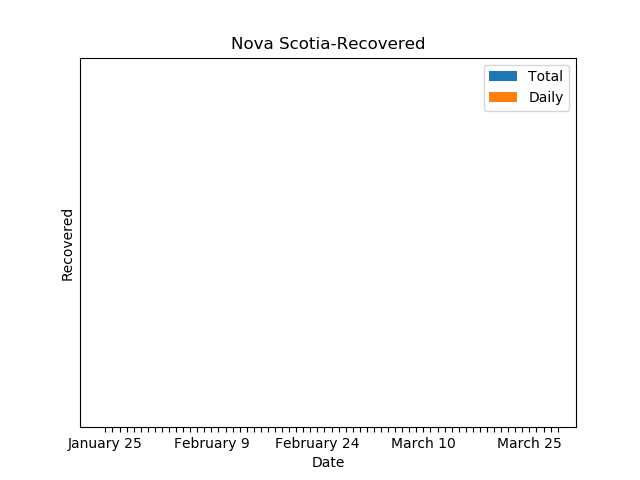 Nova Scotia-Recovered
Total
Daily
Recovered
January 25
February 9
February 24
March 10
March 25
Date